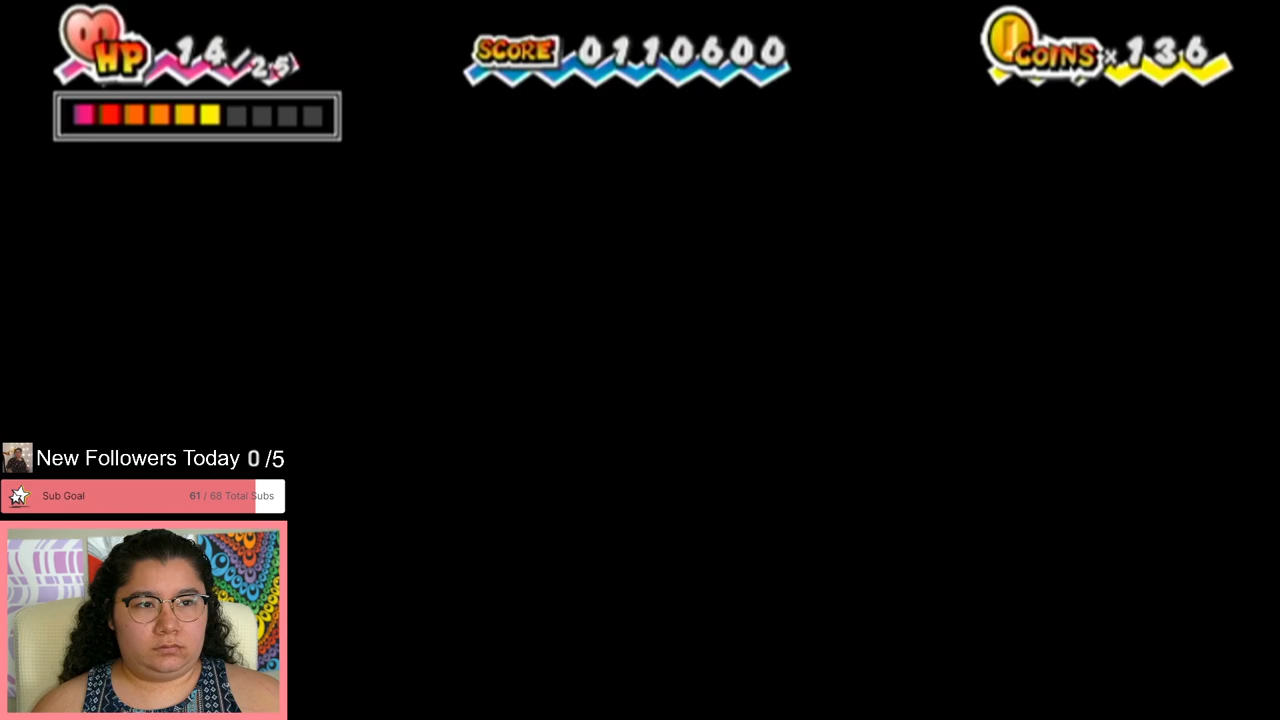 HP 14/25
SCORE 0110600
COINS × 136
New Followers Today 0 /5
Sub Goal 61 / 68 Total Subs